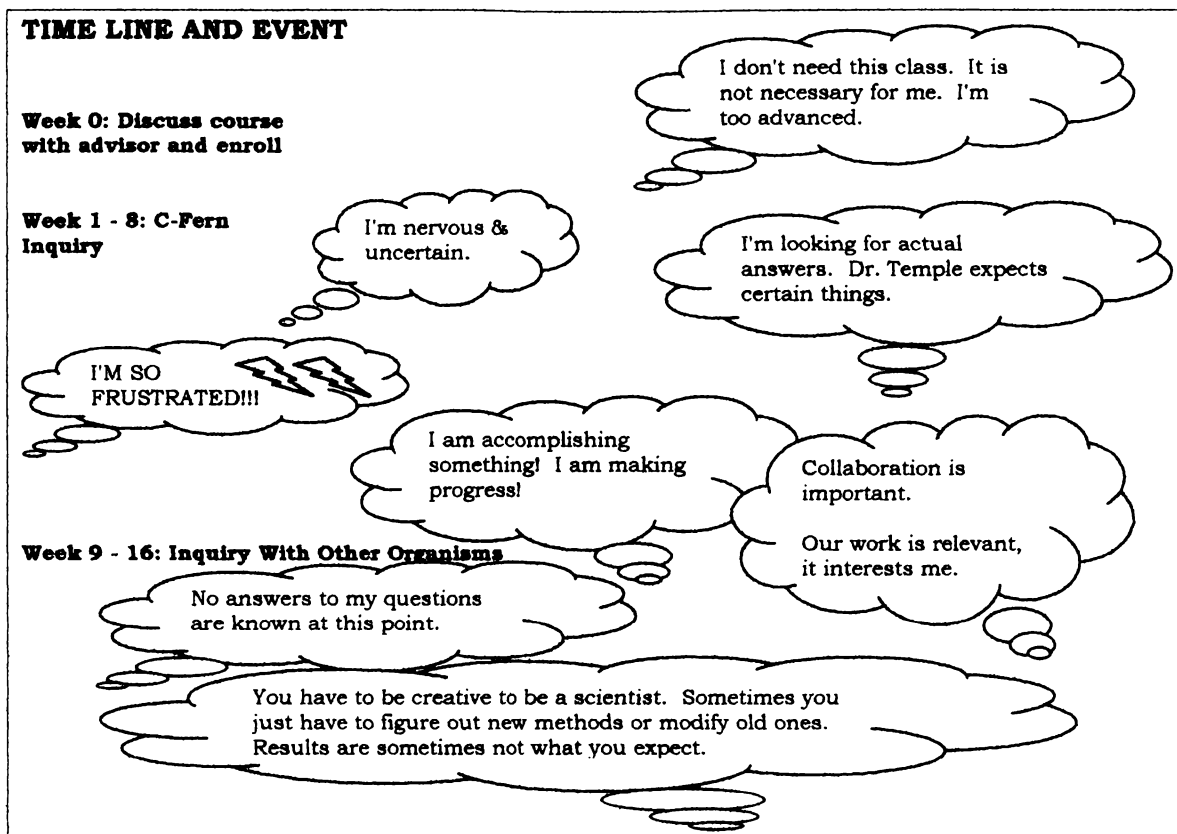 TIME LINE AND EVENT
I don't need this class. It is
not necessary for me. I'm
too advanced.
Week 0: Discuss course
with advisor and enroll
Week 1 - 8: C-Fern
Inquiry
I'm nervous &
uncertain.
I'm looking for actual
answers. Dr. Temple expects
certain things.
I'M SO
FRUSTRATED!!!
I am accomplishing
something! I am making
progress!
Collaboration is
important.
Our work is relevant,
it interests me.
Week 9 - 16: Inquiry With Other Organisms
No answers to my questions
are known at this point.
You have to be creative to be a scientist. Sometimes you
just have to figure out new methods or modify old ones.
Results are sometimes not what you expect.